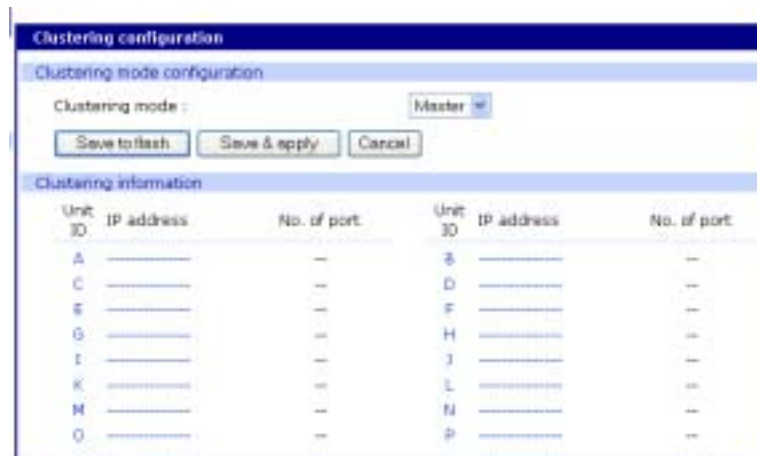 Clustering configuration
Clustering mode configuration
Clustering mode : Master
Save to flash Save & apply Cancel
Clustering information
Unit ID IP address No. of port Unit ID IP address No. of port
A --------------- -- B --------------- --
C --------------- -- D --------------- --
E --------------- -- F --------------- --
G --------------- -- H --------------- --
I --------------- -- J --------------- --
K --------------- -- L --------------- --
M --------------- -- N --------------- --
O --------------- -- P --------------- --